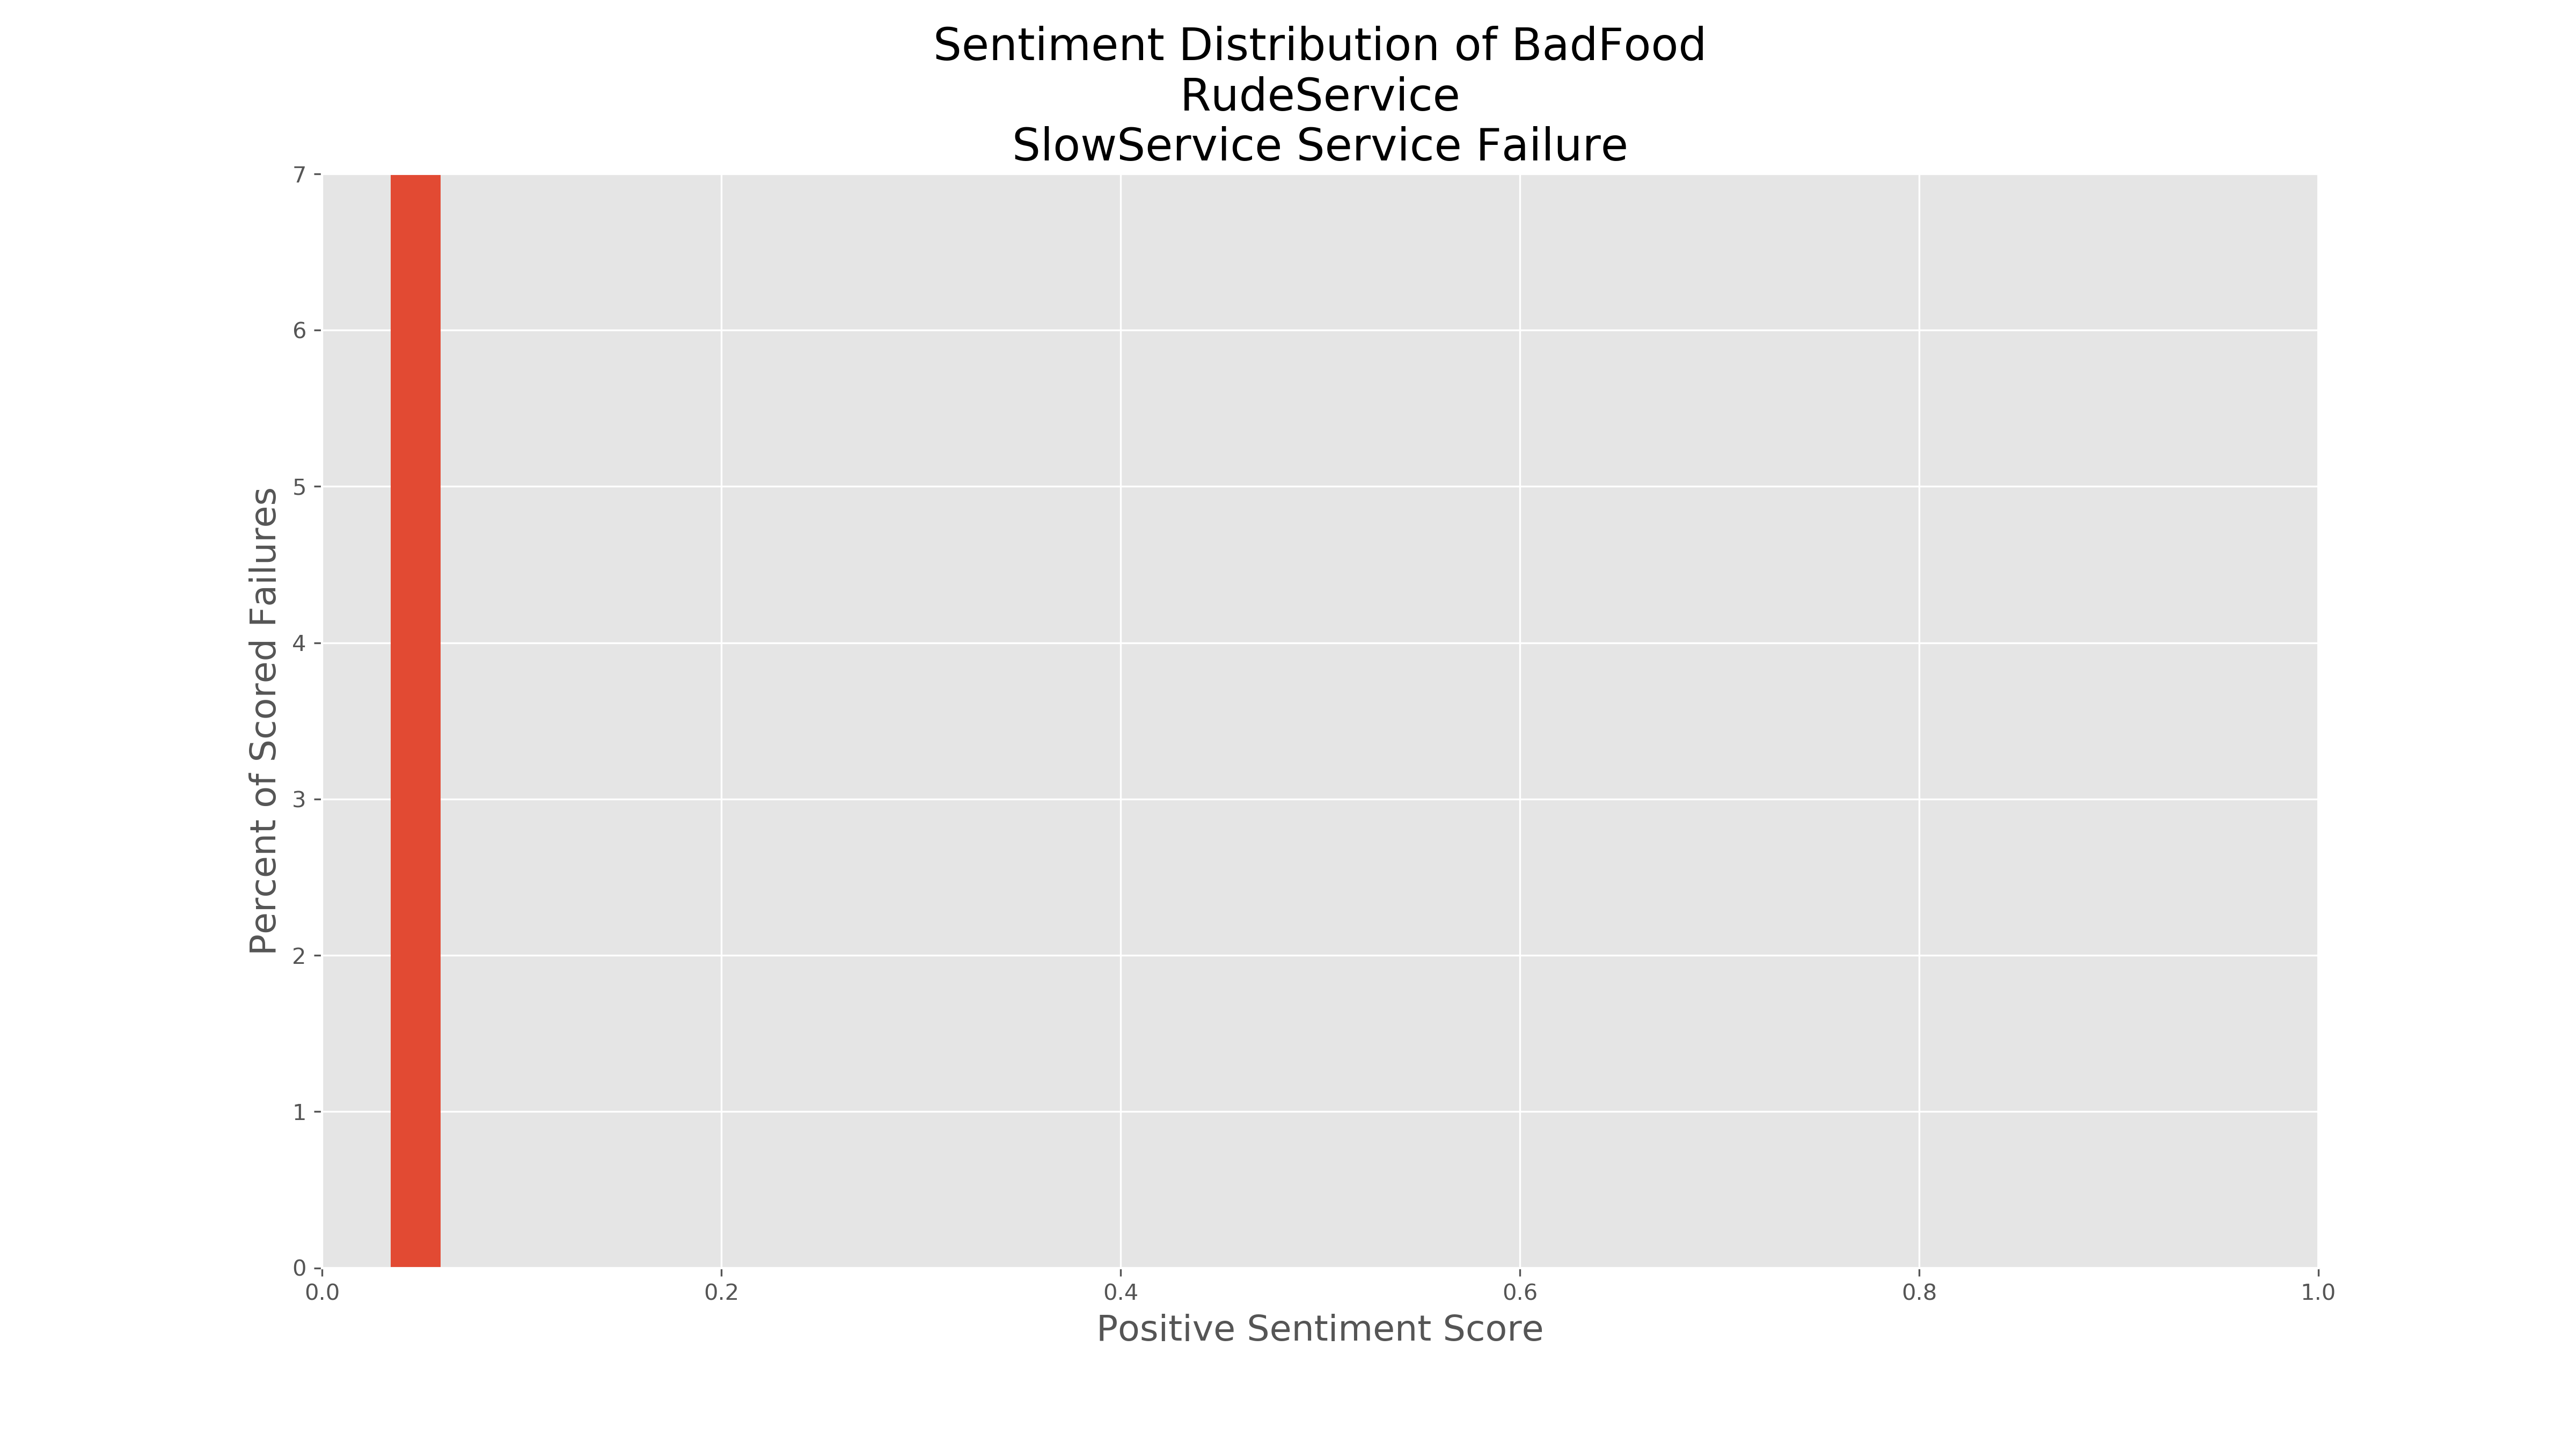 Sentiment Distribution of BadFood
RudeService
SlowService Service Failure
7
6
5
4
3
2
1
0
Percent of Scored Failures
0.0 0.2 0.4 0.6 0.8 1.0
Positive Sentiment Score